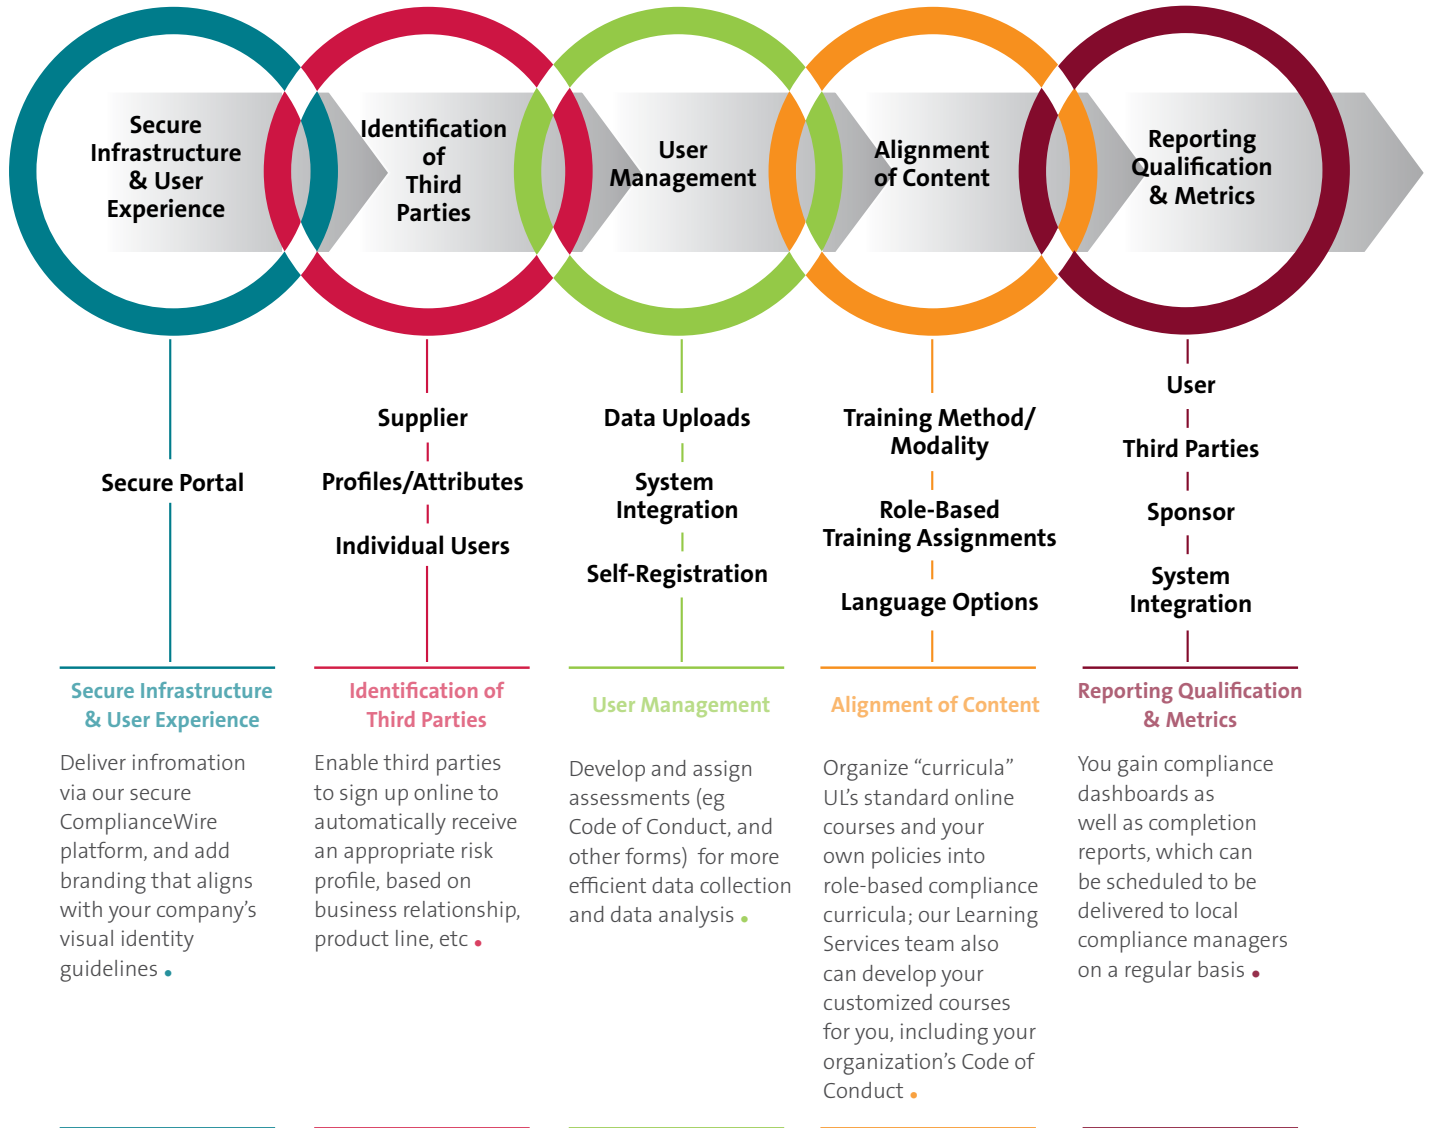 Secure
Infrastructure
& User
Experience
Identification
of
Third
Parties
User
Management
Alignment
of Content
Reporting
Qualification
& Metrics
Secure Portal
Supplier
Profiles/Attributes
Individual Users
Data Uploads
System
Integration
Self-Registration
Training Method/
Modality
Role-Based
Training Assignments
Language Options
User
Third Parties
Sponsor
System
Integration
Secure Infrastructure
& User Experience
Deliver infromation
via our secure
ComplianceWire
platform, and add
branding that aligns
with your company’s
visual identity
guidelines •
Identification of
Third Parties
Enable third parties
to sign up online to
automatically receive
an appropriate risk
profile, based on
business relationship,
product line, etc •
User Management
Develop and assign
assessments (eg
Code of Conduct, and
other forms)  for more
efficient data collection
and data analysis •
Alignment of Content
Organize “curricula”
UL’s standard online
courses and your
own policies into
role-based compliance
curricula; our Learning
Services team also
can develop your
customized courses
for you, including your
organization’s Code of
Conduct •
Reporting Qualification
& Metrics
You gain compliance
dashboards as
well as completion
reports, which can
be scheduled to be
delivered to local
compliance managers
on a regular basis •